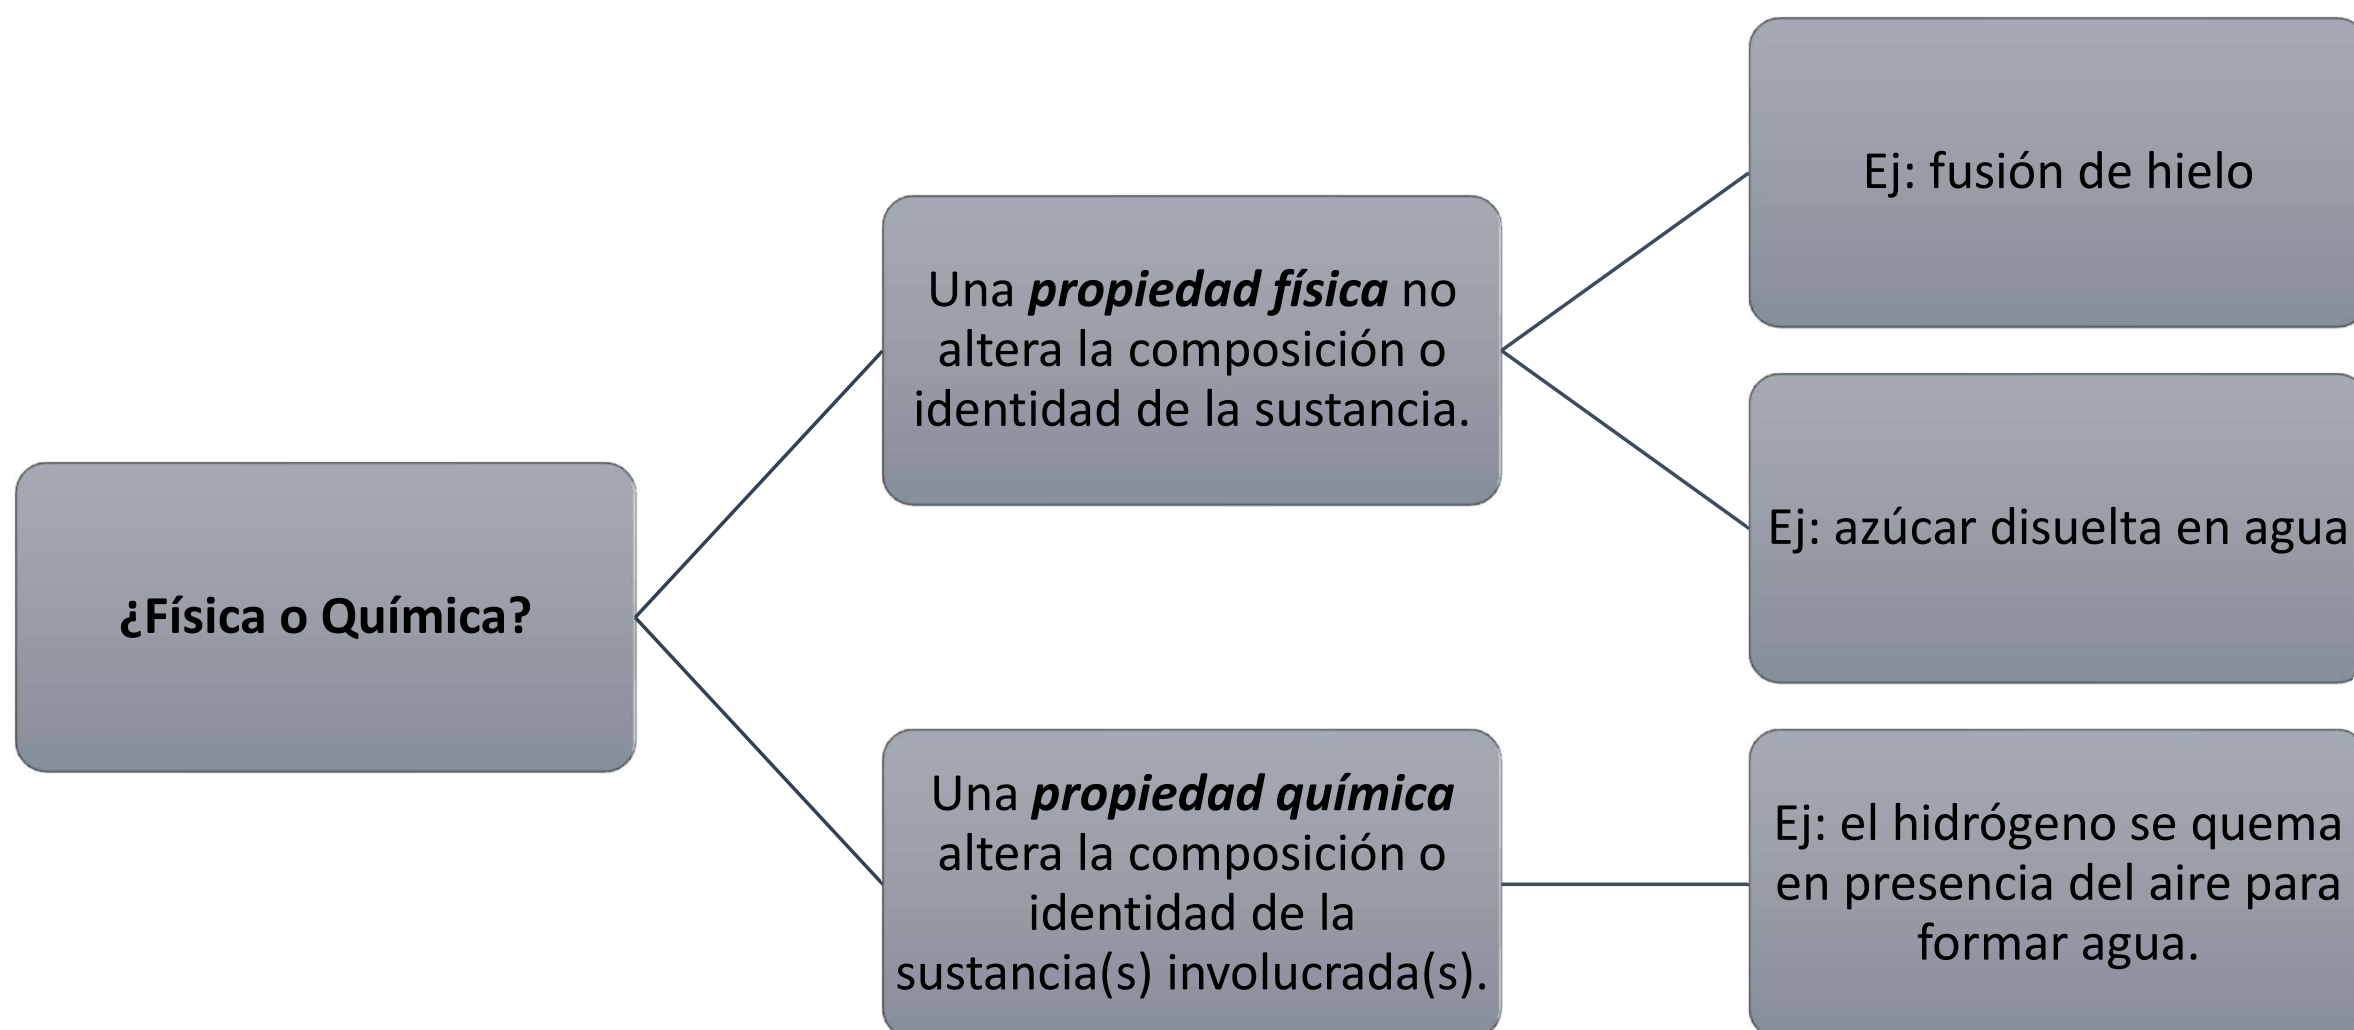 ¿Física o Química?
Una propiedad física no
altera la composición o
identidad de la sustancia.
Ej: fusión de hielo
Ej: azúcar disuelta en agua
Una propiedad química
altera la composición o
identidad de la
sustancia(s) involucrada(s).
Ej: el hidrógeno se quema
en presencia del aire para
formar agua.